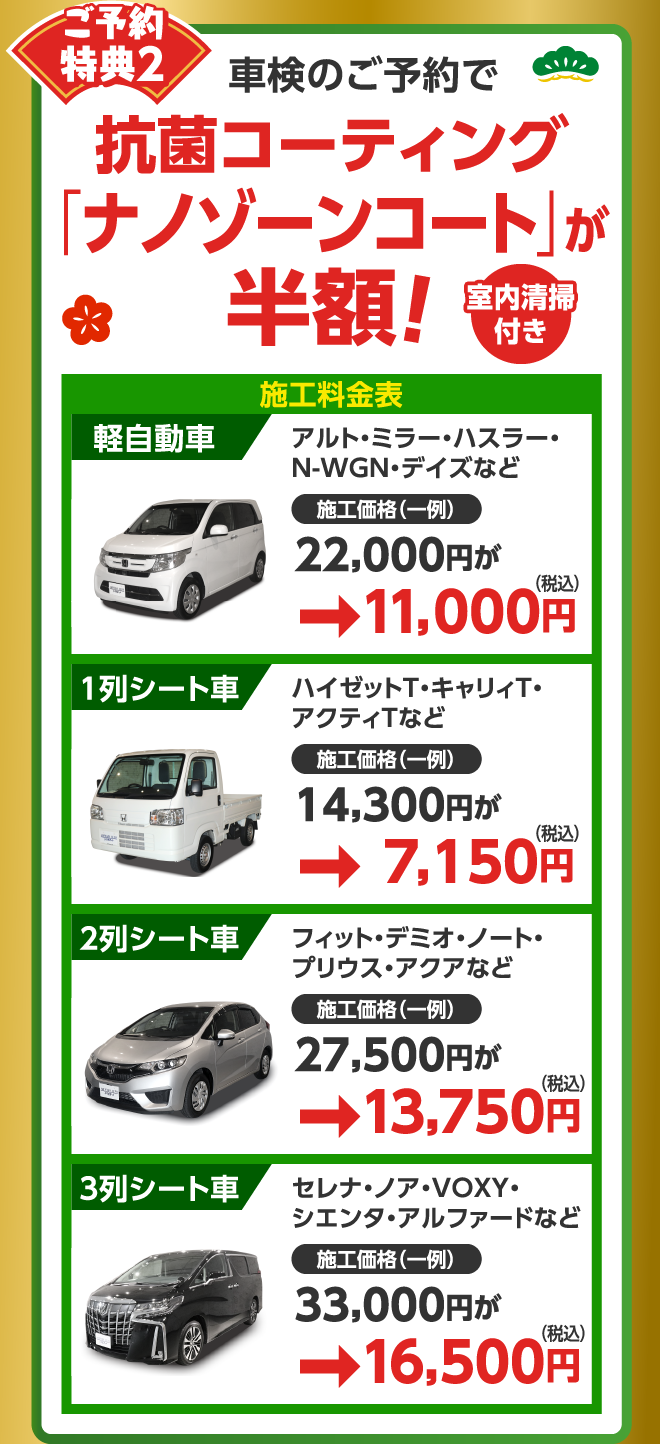 ご予約
特典2
車検のご予約で
抗菌コーティング
「ナノゾーンコート」が
半額!
室内清掃
付き
施工料金表
軽自動車
アルト・ミラー・ハスラー・
N-WGN・デイズなど
施工価格(一例)
22,000円が
(税込)
→11,000円
1列シート車
ハイゼットT・キャリィT・
アクティTなど
施工価格(一例)
14,300円が
(税込)
→ 7,150円
2列シート車
フィット・デミオ・ノート・
プリウス・アクアなど
施工価格(一例)
27,500円が
(税込)
→13,750円
3列シート車
セレナ・ノア・VOXY・
シエンタ・アルファードなど
施工価格(一例)
33,000円が
(税込)
→16,500円